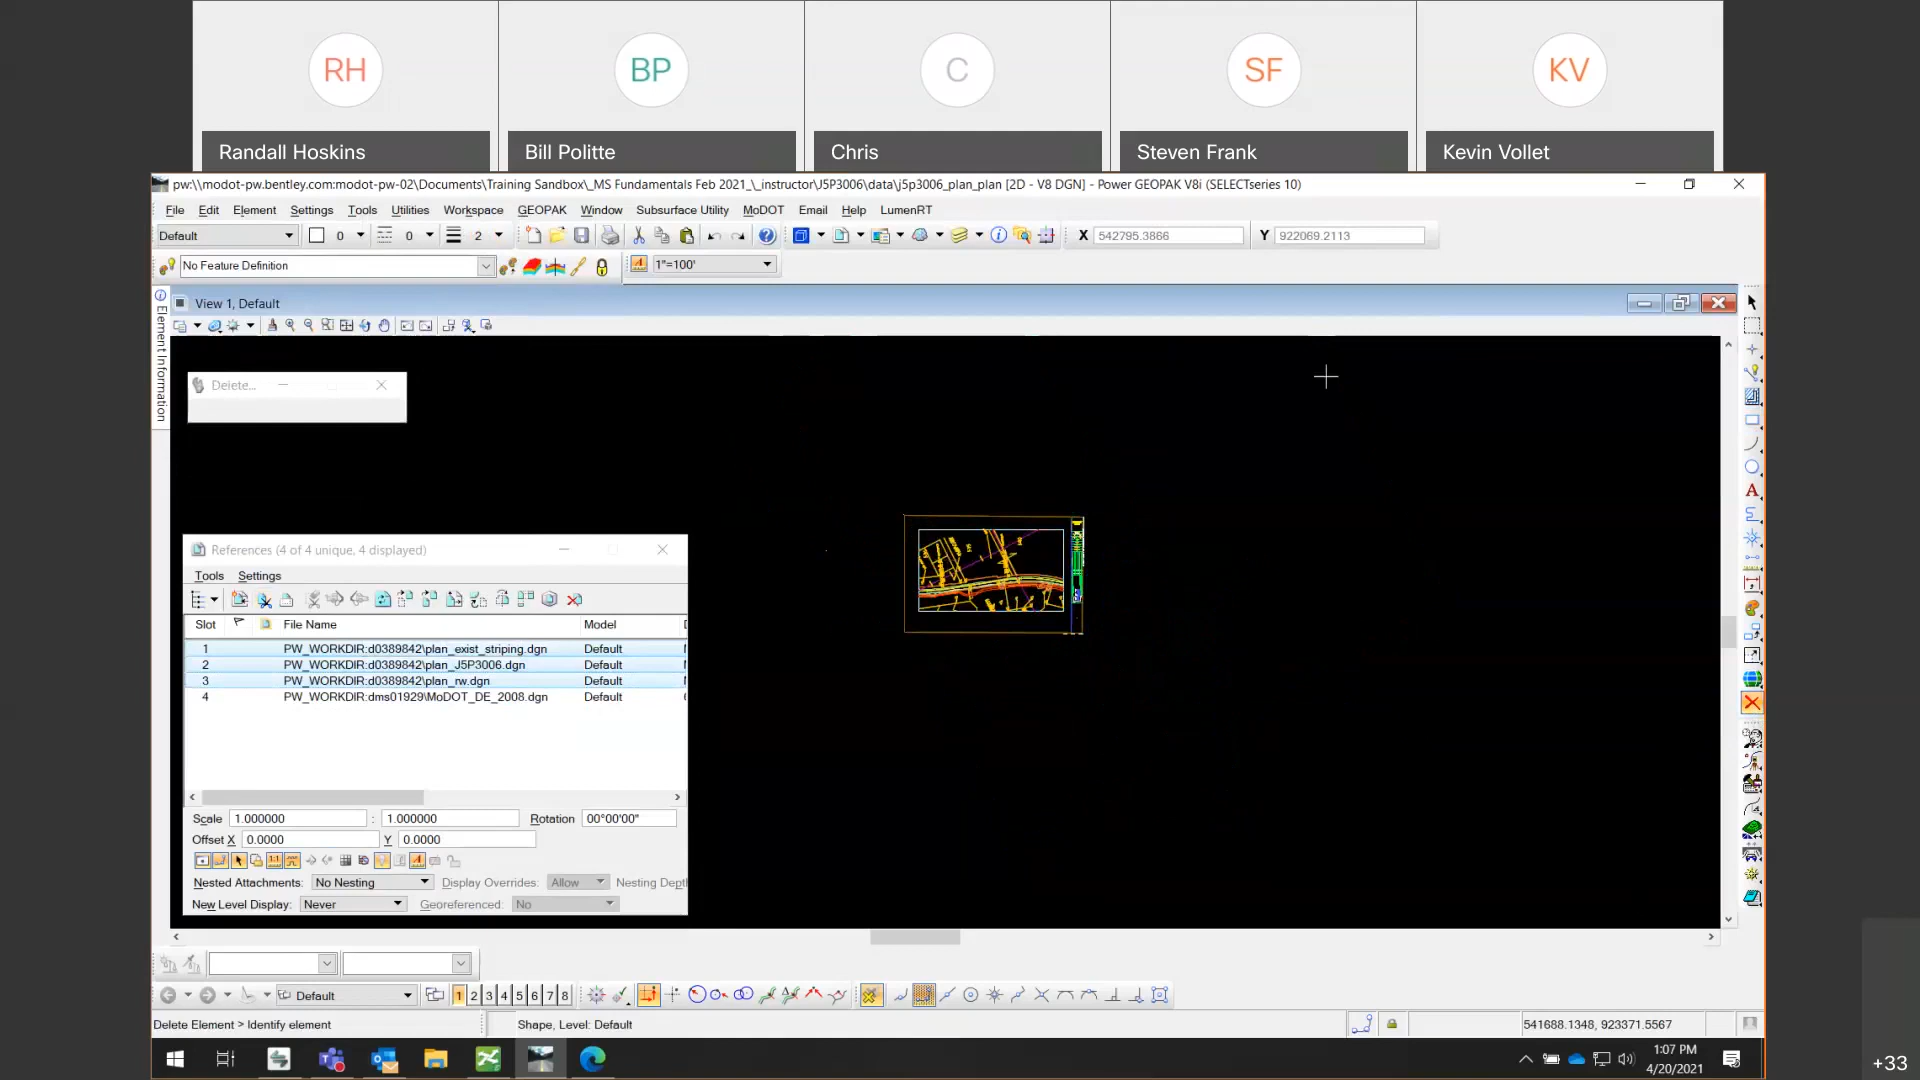 RH
BP
C
SF
KV
Randall Hoskins
Bill Politte
Chris
Steven Frank
Kevin Vollet
pw:\\modot-pw.bentley.com:modot-pw-02\Documents\Training Sandbox\_MS Fundamentals Feb 2021_\_instructor\J5P3006\data\j5p3006_plan_plan [2D - V8 DGN] - Power GEOPAK V8i (SELECTseries 10)
File Edit Element Settings Tools Utilities Workspace GEOPAK Window Subsurface Utility MoDOT Email Help LumenRT
Default 0 0 2 X 542795.3866 Y 922069.2113
No Feature Definition 1"=100'
View 1, Default
Element Information
Delete...
References (4 of 4 unique, 4 displayed)
Tools Settings
Slot File Name Model
1 PW_WORKDIR:d0389842\plan_exist_striping.dgn Default
2 PW_WORKDIR:d0389842\plan_J5P3006.dgn Default
3 PW_WORKDIR:d0389842\plan_rw.dgn Default
4 PW_WORKDIR:dms01929\MoDOT_DE_2008.dgn Default
Scale 1.000000 : 1.000000 Rotation 00°00'00"
Offset X 0.0000 Y 0.0000
Nested Attachments: No Nesting Display Overrides: Allow Nesting Depth
New Level Display: Never Georeferenced: No
Default 1 2 3 4 5 6 7 8
Delete Element > Identify element Shape, Level: Default 541688.1348, 923371.5567
1:07 PM
4/20/2021
+33